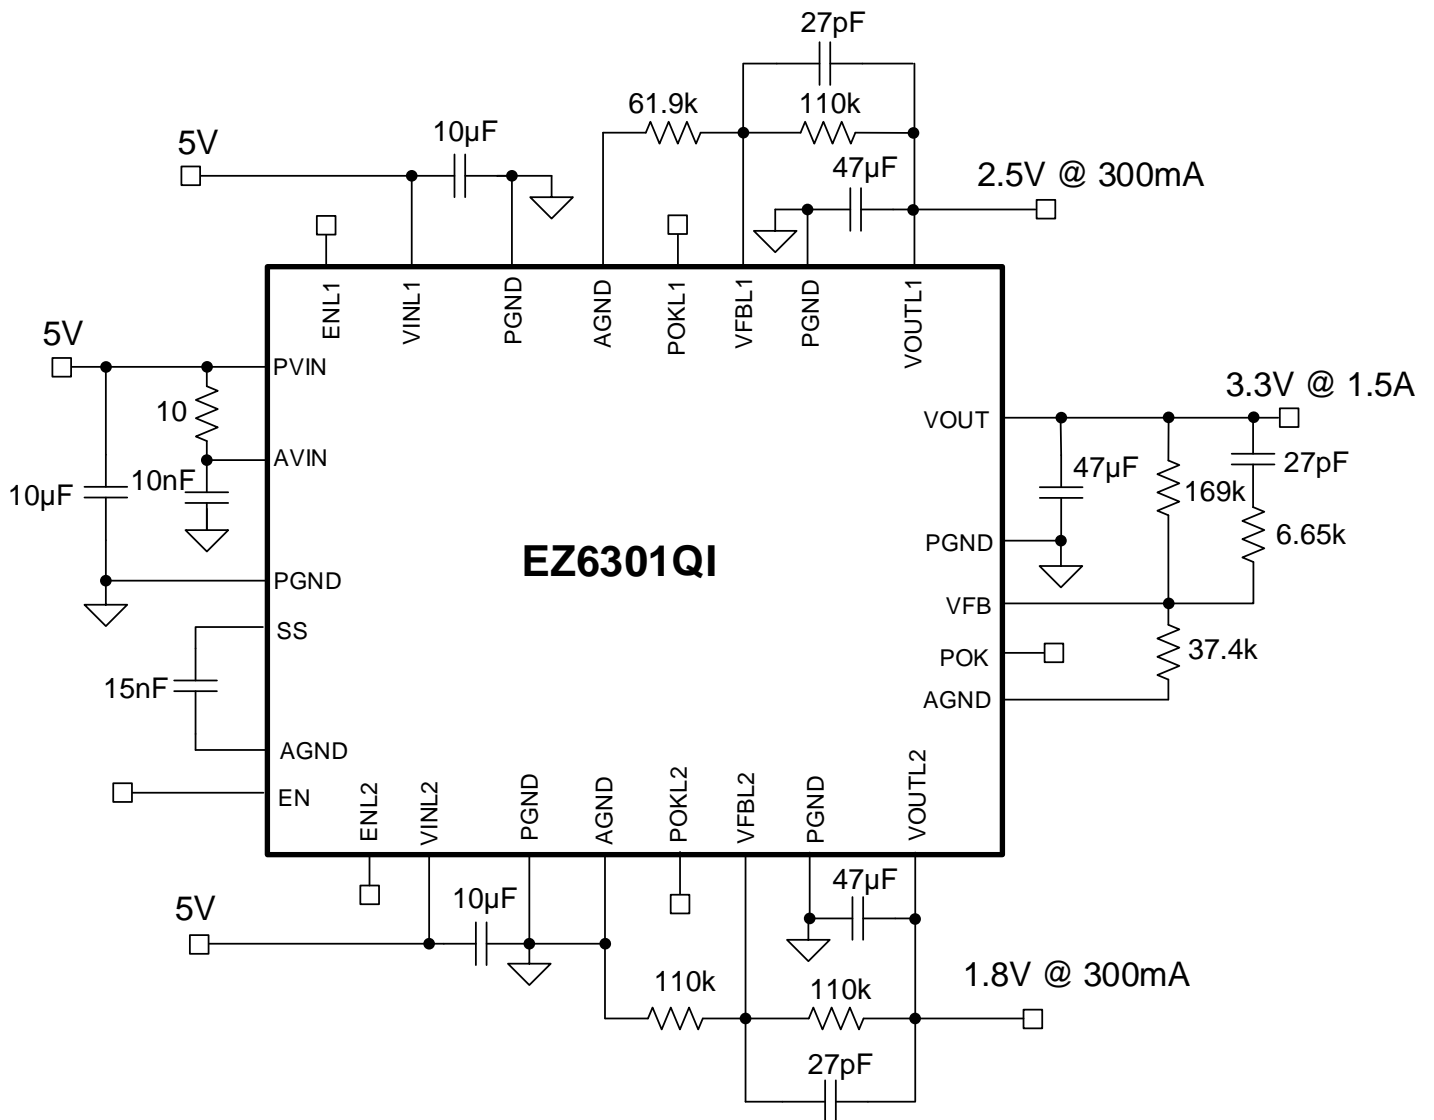 27pF
61.9k
110k
10µF
5V
47µF
2.5V @ 300mA
ENL1
VINL1
PGND
AGND
POKL1
VFBL1
PGND
VOUTL1
5V
PVIN
10
AVIN
10nF
10µF
PGND
SS
15nF
AGND
EN
EZ6301QI
3.3V @ 1.5A
VOUT
47µF
169k
27pF
6.65k
PGND
VFB
POK
37.4k
AGND
ENL2
VINL2
PGND
AGND
POKL2
VFBL2
PGND
VOUTL2
5V
10µF
47µF
110k
110k
1.8V @ 300mA
27pF